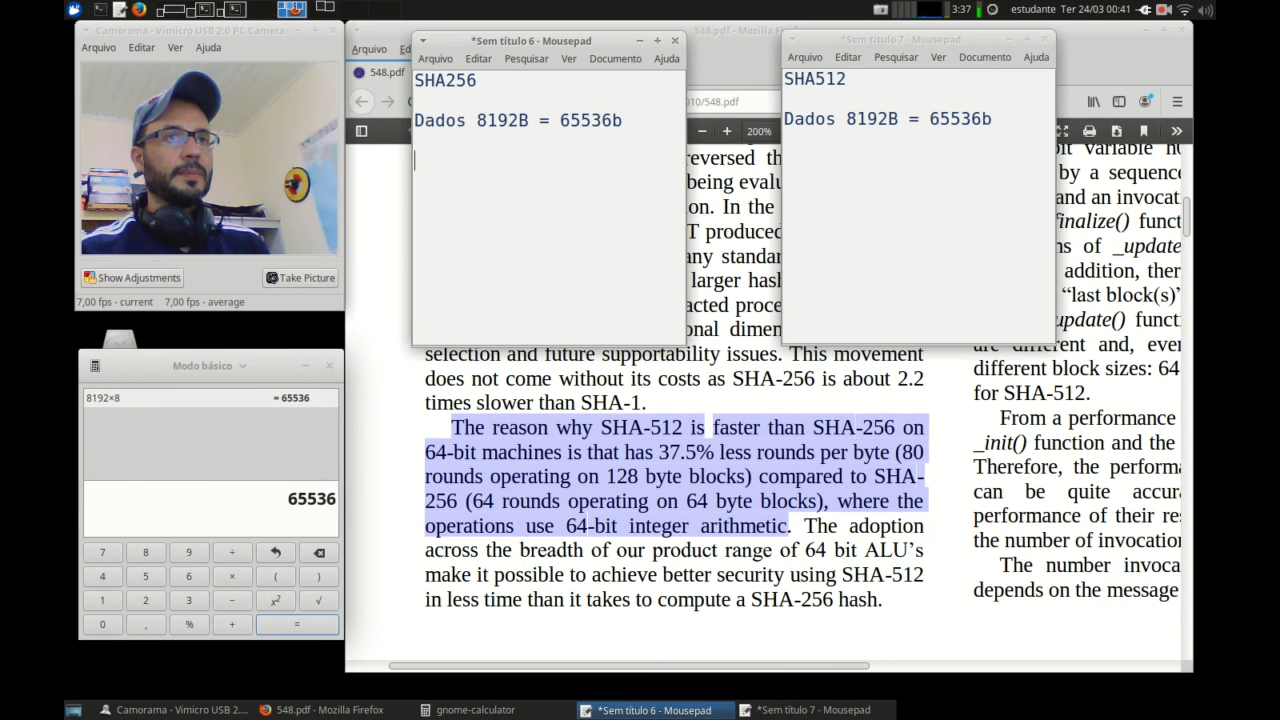 3:37
estudante
Ter 24/03 00:41
Camorama - Vimicro USB 2.0 PC Camera
Arquivo Editar Ver Ajuda
Show Adjustments
Take Picture
7,00 fps - current 7,00 fps - average
548.pdf - Mozilla Firefox
Arquivo
548.pdf
010/548.pdf
200%
*Sem título 6 - Mousepad
Arquivo Editar Pesquisar Ver Documento Ajuda
SHA256
Dados 8192B = 65536b
*Sem título 7 - Mousepad
Arquivo Editar Pesquisar Ver Documento Ajuda
SHA512
Dados 8192B = 65536b
Modo básico
8192×8 = 65536
65536
7 8 9 ÷
4 5 6 × ( )
1 2 3 − x² √
0 , % + =
reversed th
being evalu
on. In the
T produced
any standa
larger hash
acted proce
onal dimen
selection and future supportability issues. This movement
does not come without its costs as SHA-256 is about 2.2
times slower than SHA-1.
The reason why SHA-512 is faster than SHA-256 on
64-bit machines is that has 37.5% less rounds per byte (80
rounds operating on 128 byte blocks) compared to SHA-
256 (64 rounds operating on 64 byte blocks), where the
operations use 64-bit integer arithmetic. The adoption
across the breadth of our product range of 64 bit ALU's
make it possible to achieve better security using SHA-512
in less time than it takes to compute a SHA-256 hash.
bit variable
by a sequence
and an invocati
finalize() funct
ns of _update
addition, ther
"last block(s)"
update() functi
are different and, even
different block sizes: 64
for SHA-512.
From a performance
_init() function and the
Therefore, the performa
can be quite accura
performance of their res
the number of invocation
The number invoca
depends on the message
Camorama - Vimicro USB 2....
548.pdf - Mozilla Firefox
gnome-calculator
*Sem título 6 - Mousepad
*Sem título 7 - Mousepad